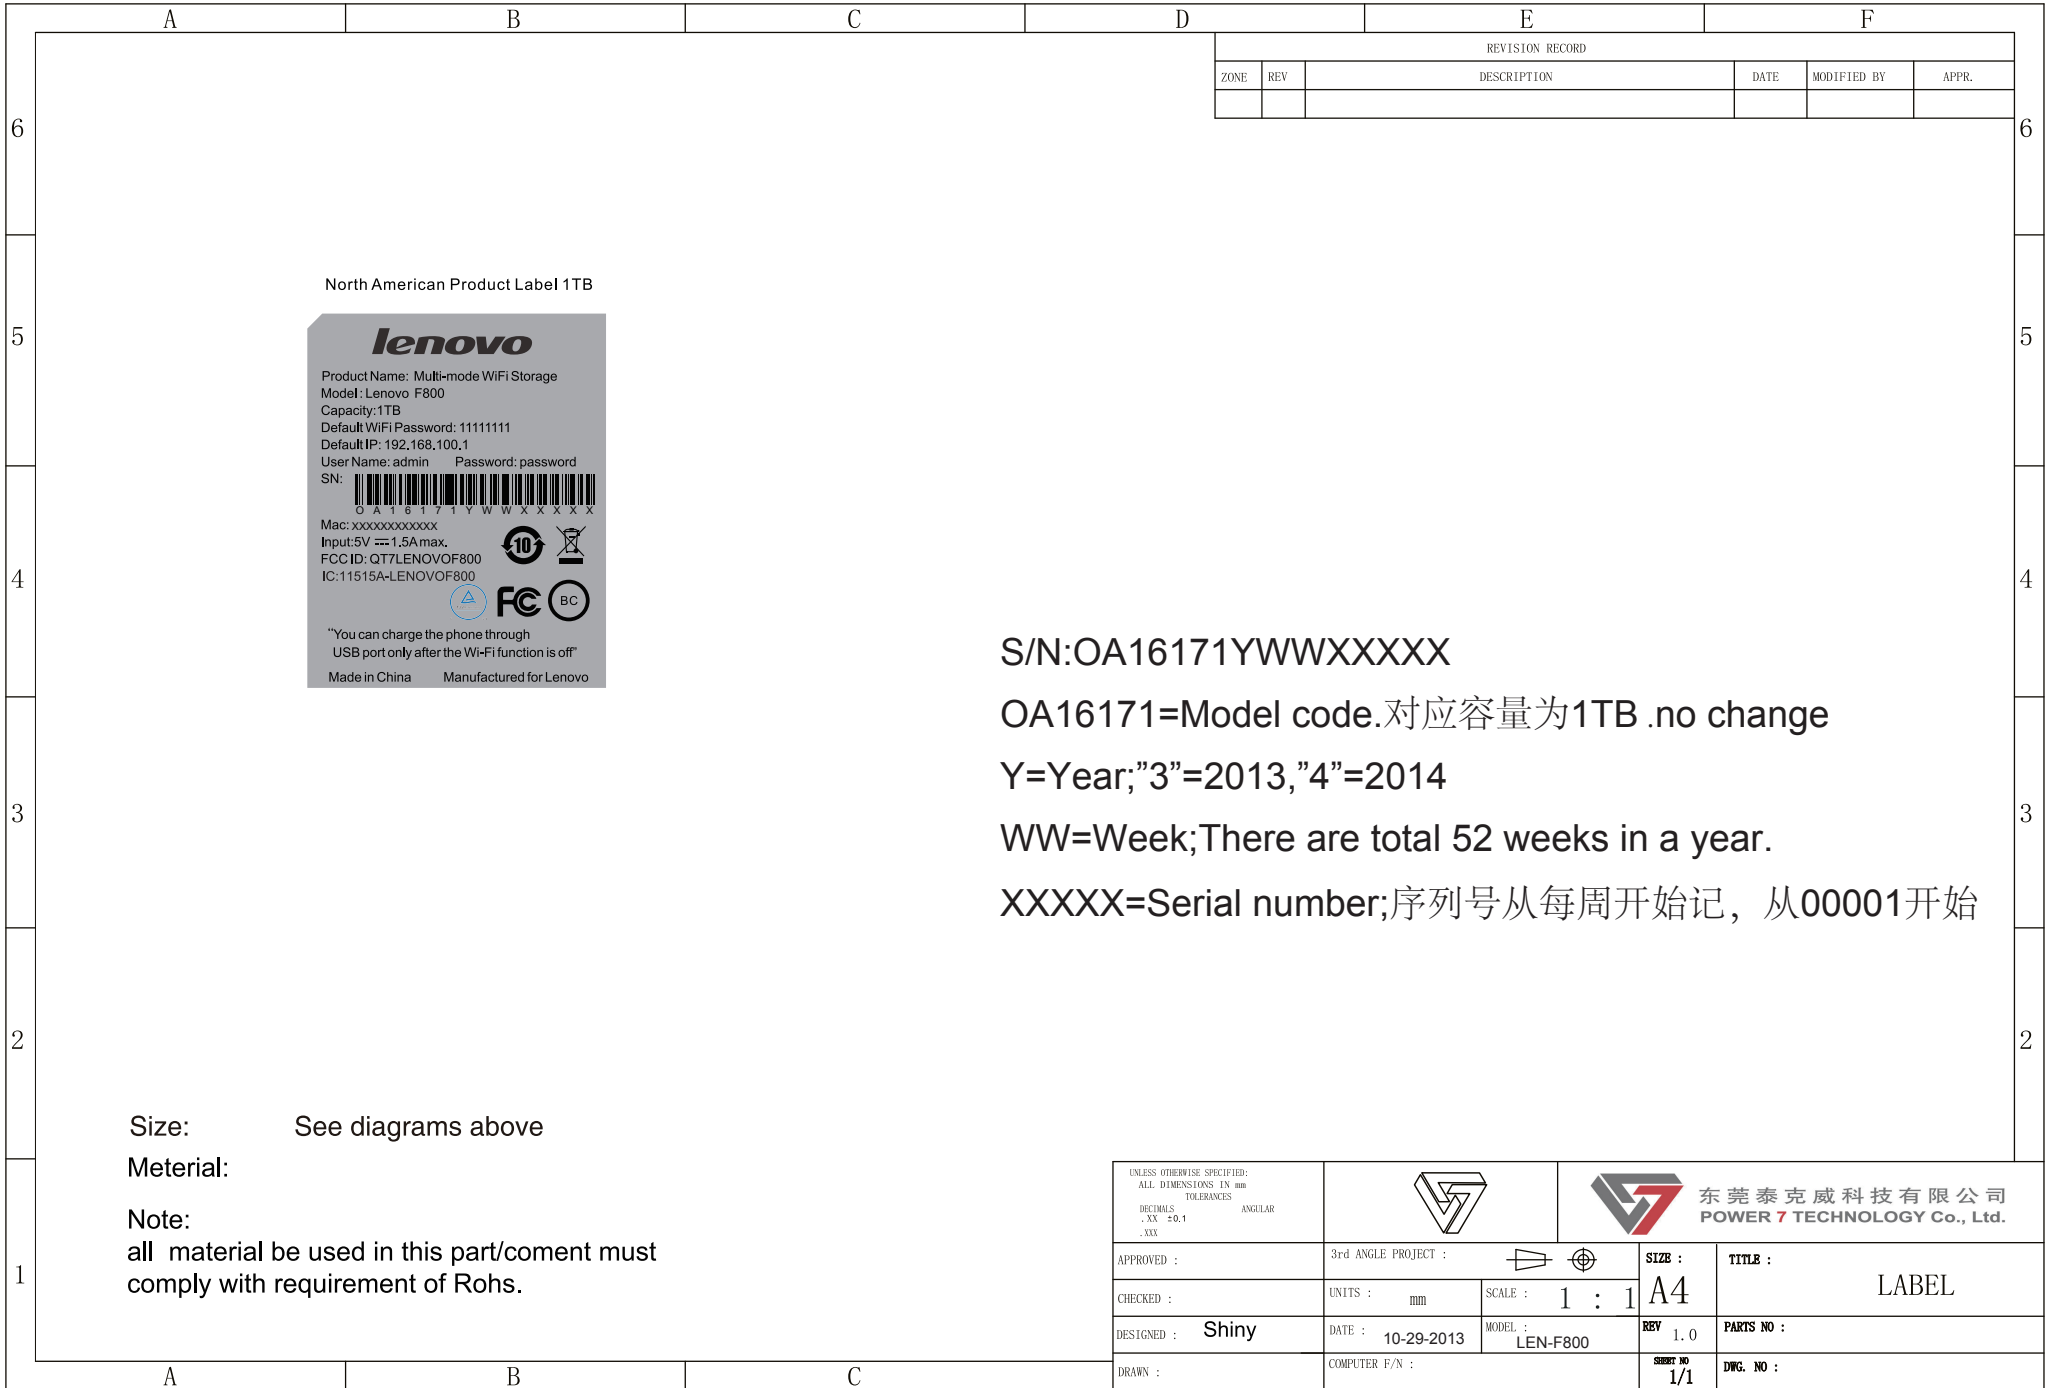 A B C D E F
REVISION RECORD
ZONE REV DESCRIPTION DATE MODIFIED BY APPR.
6 6
North American Product Label 1TB
5 5
lenovo
Product Name: Multi-mode WiFi Storage
Model: Lenovo F800
Capacity:1TB
Default WiFi Password: 11111111
Default IP: 192.168.100.1
User Name: admin Password: password
SN:
OA16171YWWXXXXX
Mac: XXXXXXXXXXXX
Input:5V 1.5A max.
10
FCC ID: QT7LENOVOF800
IC:11515A-LENOVOF800
4 4
FC BC
"You can charge the phone through
USB port only after the Wi-Fi function is off"
Made in China Manufactured for Lenovo
S/N:OA16171YWWXXXXX
OA16171=Model code.对应容量为1TB .no change
Y=Year;"3"=2013,"4"=2014
3 3
WW=Week;There are total 52 weeks in a year.
XXXXX=Serial number;序列号从每周开始记，从00001开始
2 2
Size: See diagrams above
Meterial:
Note:
all material be used in this part/coment must
comply with requirement of Rohs.
1
UNLESS OTHERWISE SPECIFIED:
ALL DIMENSIONS IN mm
TOLERANCES
DECIMALS ANGULAR
.XX ±0.1
.XXX
东莞泰克威科技有限公司
POWER 7 TECHNOLOGY Co., Ltd.
APPROVED :
3rd ANGLE PROJECT :
SIZE :
A4
TITLE :
LABEL
CHECKED :
UNITS : mm
SCALE : 1 : 1
DESIGNED : Shiny
DATE : 10-29-2013
MODEL :
LEN-F800
REV 1.0
PARTS NO :
DRAWN :
COMPUTER F/N :
SHEET NO
1/1
DWG. NO :
A B C